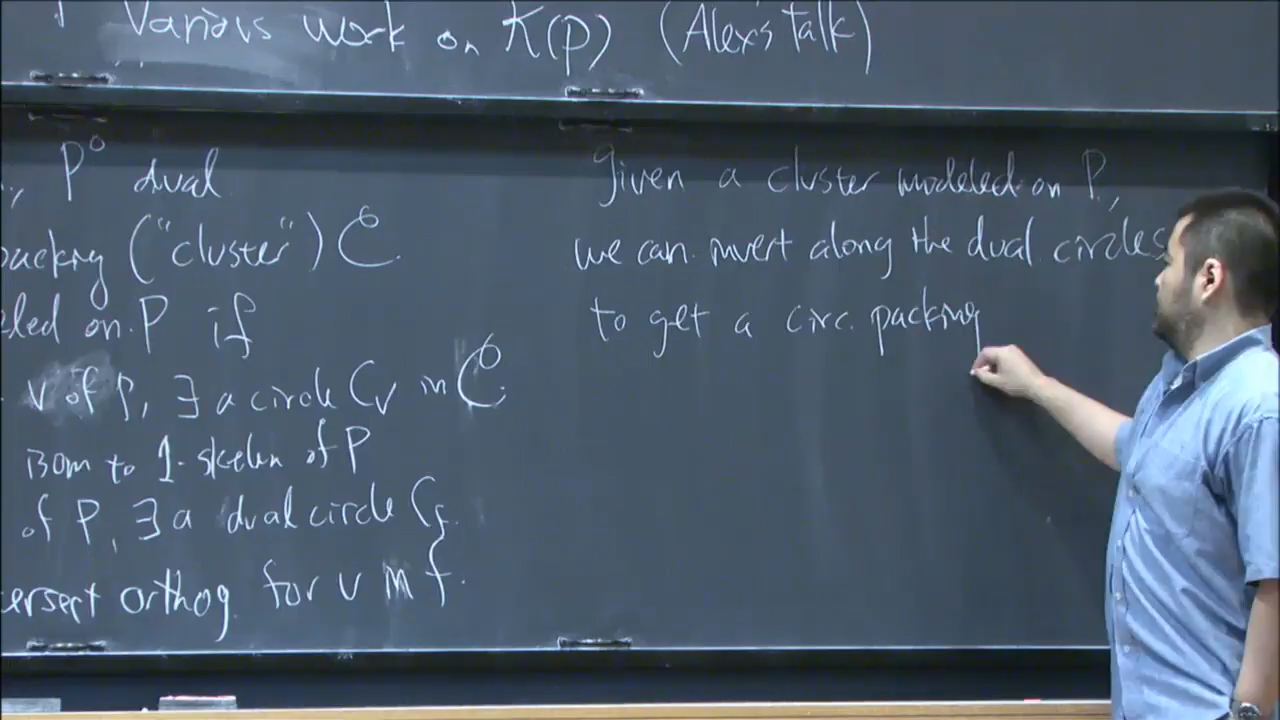 Various work on K(P) (Alex's talk)
P° dual
packing ("cluster") C
eled on P if
v of P, ∃ a circle Cv in C
isom to 1-skelen of P
of P, ∃ a dual circle Cf
ersect orthog for v in f.
Given a cluster modeled on P,
we can invert along the dual circles
to get a circ. packing